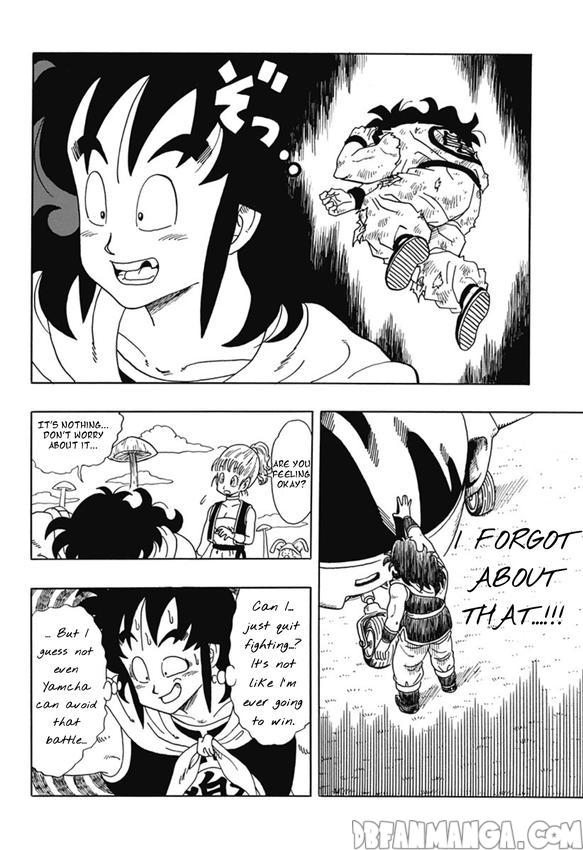 ぞっ
I FORGOT
ABOUT
THAT....!!!
ARE YOU
FEELING
OKAY?
IT'S NOTHING...
DON'T WORRY
ABOUT IT...
Can I...
just quit
fighting...?
It's not
like I'm
ever going
to win.
... But I
guess not
even
Yamcha
can avoid
that
battle...
DBFANMANGA.COM